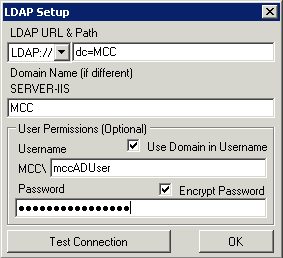 LDAP Setup
LDAP URL & Path
LDAP:// dc=MCC
Domain Name (if different)
SERVER-IIS
MCC
User Permissions (Optional)
Username Use Domain in Username
MCC\ mccADUser
Password Encrypt Password
●●●●●●●●●●●●●●●●
Test Connection OK